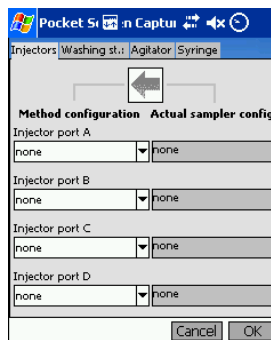 Pocket S :n Captur
Injectors Washing st.: Agitator Syringe
Method configuration Actual sampler config
Injector port A
none none
Injector port B
none none
Injector port C
none none
Injector port D
none none
Cancel OK